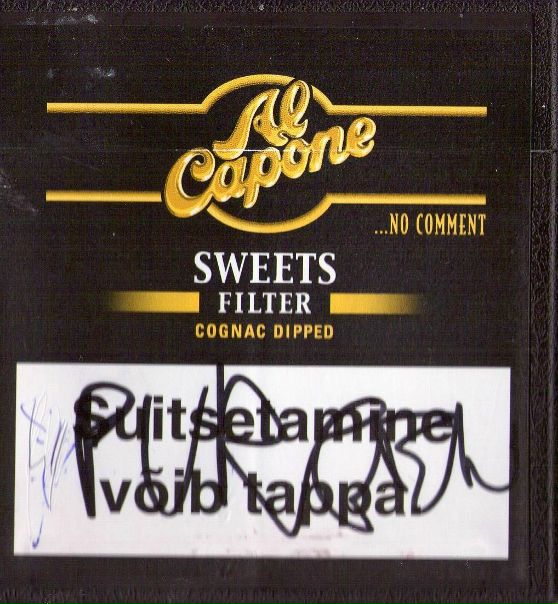 Al
Capone
...NO COMMENT
SWEETS
FILTER
COGNAC DIPPED
Suitsetamine
võib tappa.